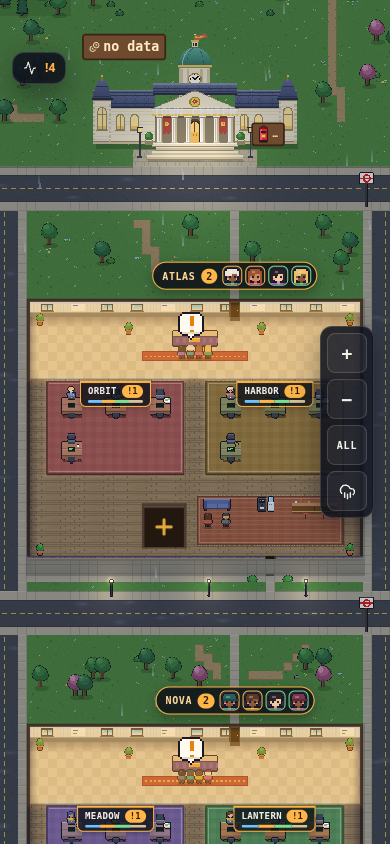 no data
!4
ATLAS 2
ORBIT !1
HARBOR !1
+
−
ALL
+
NOVA 2
MEADOW !1
LANTERN !1